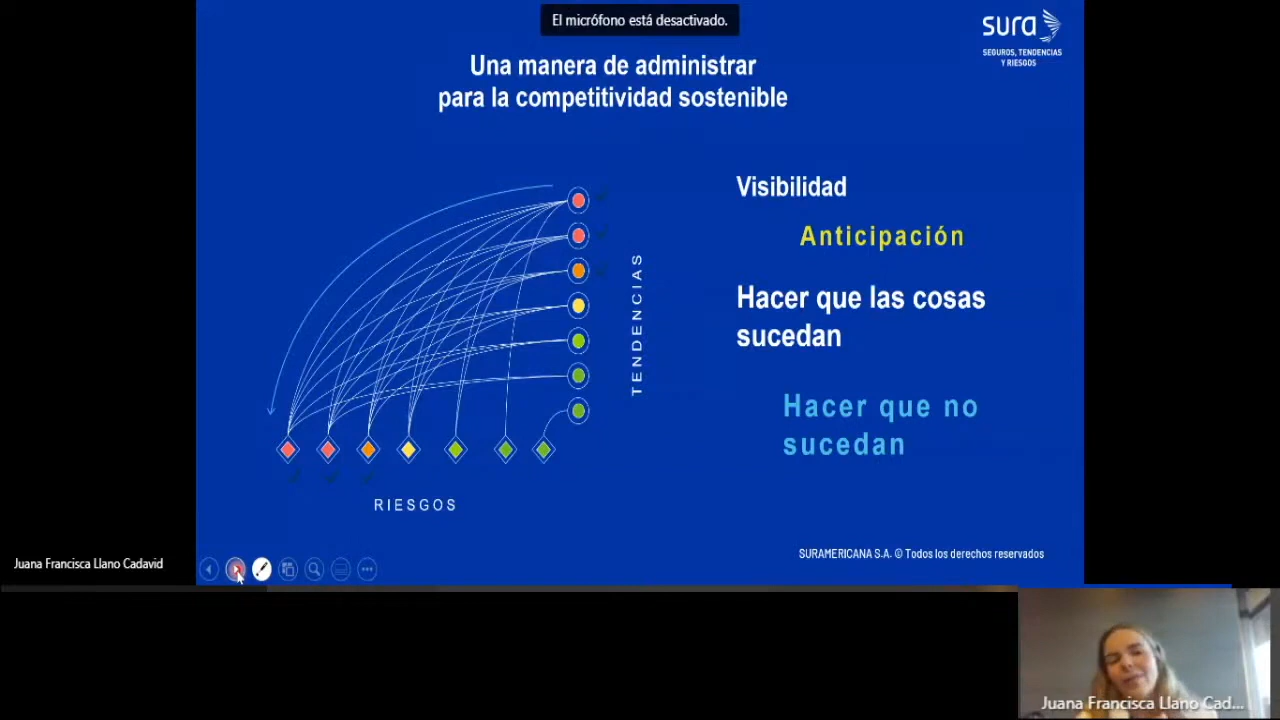 El micrófono está desactivado.
sura
SEGUROS, TENDENCIAS
Y RIESGOS
Una manera de administrar
para la competitividad sostenible
Visibilidad
Anticipación
Hacer que las cosas
sucedan
Hacer que no
sucedan
TENDENCIAS
RIESGOS
SURAMERICANA S.A. © Todos los derechos reservados
Juana Francisca Llano Cadavid
Juana Francisca Llano Cad...